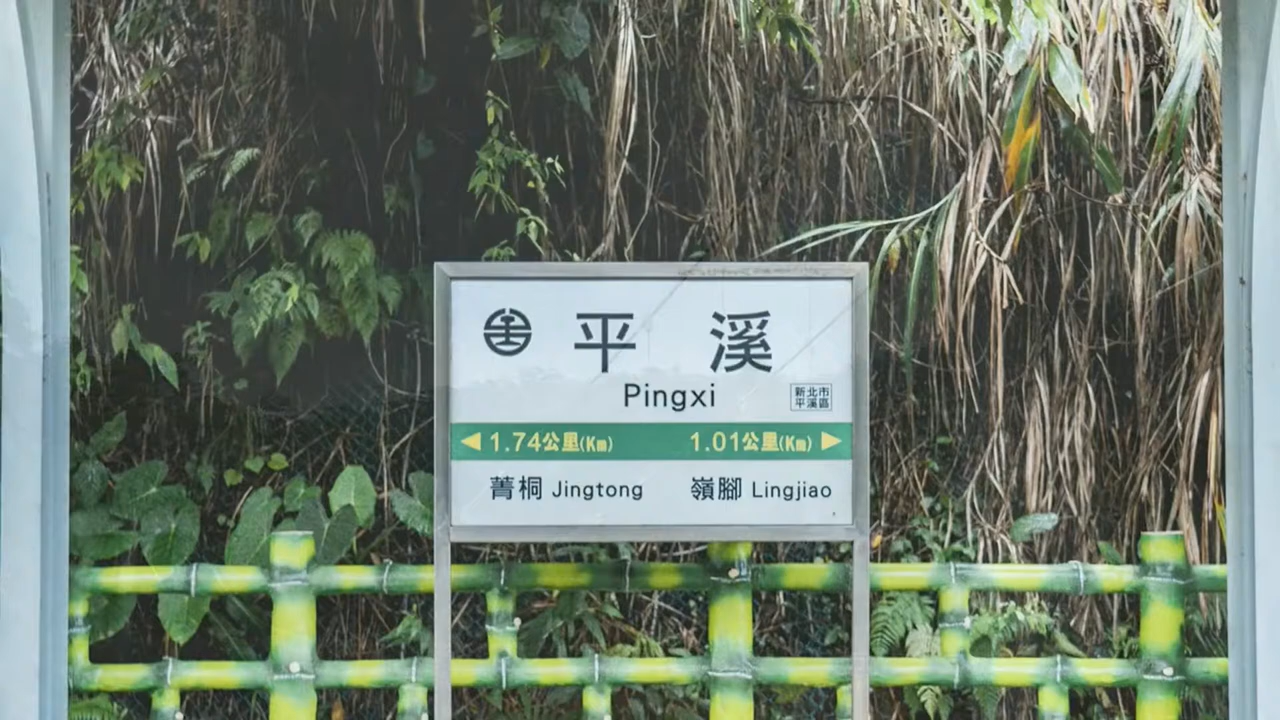 平溪
Pingxi
新北市
平溪區
◀ 1.74公里(Km) 1.01公里(Km) ▶
菁桐 Jingtong 嶺腳 Lingjiao